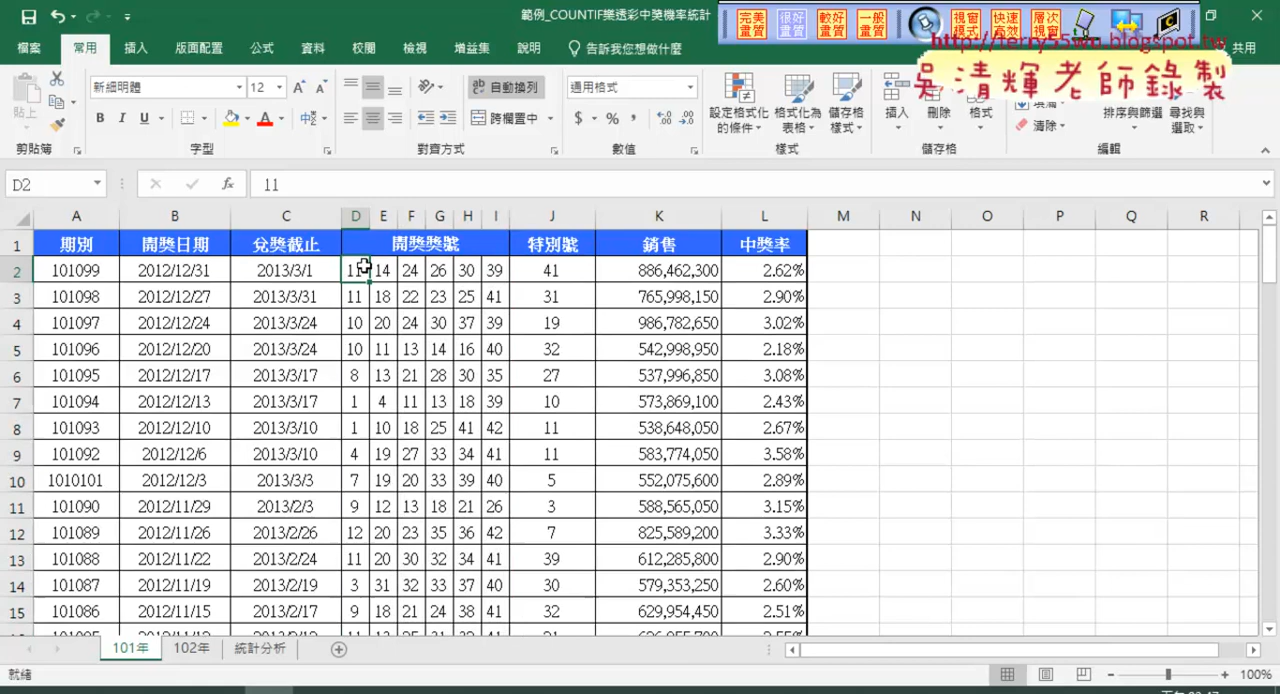 範例_COUNTIF樂透彩中獎機率統計
完美畫質 很好畫質 較好畫質 一般畫質 視窗模式 快速高效 層次視窗
檔案 常用 插入 版面配置 公式 資料 校閱 檢視 增益集 說明 告訴我您想做什麼 共用
http://terry55wu.blogspot.tw
吳清輝老師錄製
新細明體 12 自動換列 通用格式
貼上 B I U 跨欄置中 $ % 設定格式化的條件 格式化為表格 儲存格樣式 插入 刪除 格式 清除 排序與篩選 尋找與選取
剪貼簿 字型 對齊方式 數值 樣式 儲存格 編輯
D2 fx 11
A B C D E F G H I J K L M N O P Q R
1 期別 開獎日期 兌獎截止 開獎獎號 特別號 銷售 中獎率
2 101099 2012/12/31 2013/3/1 11 14 24 26 30 39 41 886,462,300 2.62%
3 101098 2012/12/27 2013/3/31 11 18 22 23 25 41 31 765,998,150 2.90%
4 101097 2012/12/24 2013/3/24 10 20 24 30 37 39 19 986,782,650 3.02%
5 101096 2012/12/20 2013/3/24 10 11 13 14 16 40 32 542,998,950 2.18%
6 101095 2012/12/17 2013/3/17 8 13 21 28 30 35 27 537,996,850 3.08%
7 101094 2012/12/13 2013/3/17 1 4 11 13 18 39 10 573,869,100 2.43%
8 101093 2012/12/10 2013/3/10 1 10 18 25 41 42 11 538,648,050 2.67%
9 101092 2012/12/6 2013/3/10 4 19 27 33 34 41 11 583,774,050 3.58%
10 1010101 2012/12/3 2013/3/3 7 19 20 33 39 40 5 552,075,600 2.89%
11 101090 2012/11/29 2013/2/3 9 12 13 18 21 26 3 588,565,050 3.15%
12 101089 2012/11/26 2013/2/26 12 20 23 35 36 42 7 825,589,200 3.33%
13 101088 2012/11/22 2013/2/24 11 20 30 32 34 41 39 612,285,800 2.90%
14 101087 2012/11/19 2013/2/19 3 31 32 33 37 40 30 579,353,250 2.60%
15 101086 2012/11/15 2013/2/17 9 18 21 24 38 41 32 629,954,450 2.51%
101年 102年 統計分析
就緒 100%